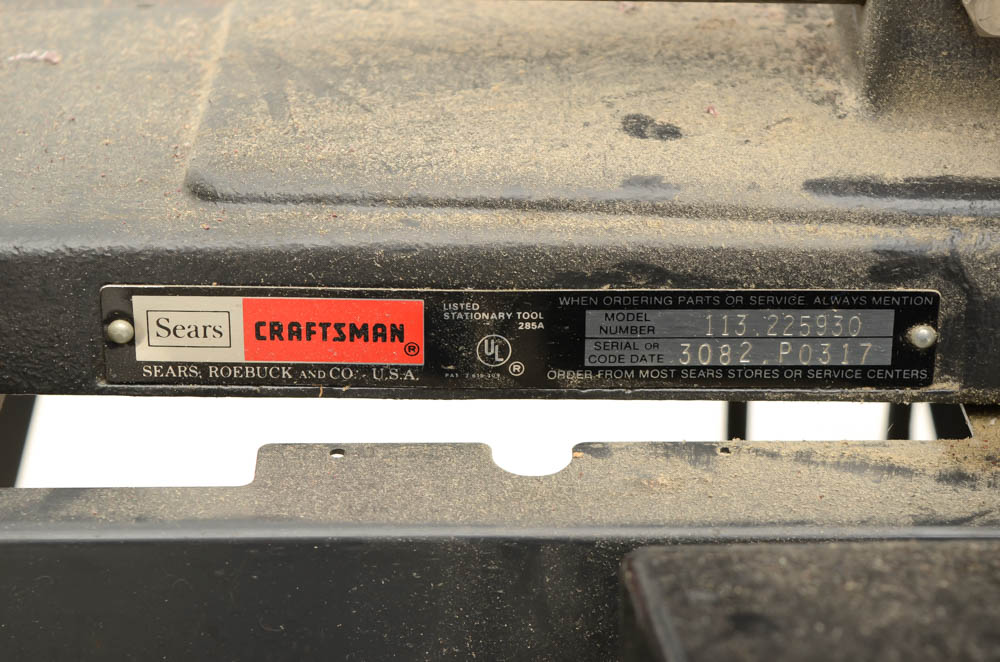 Sears
CRAFTSMAN ®
SEARS, ROEBUCK AND CO., U.S.A.
LISTED
STATIONARY TOOL
285A
UL ®
WHEN ORDERING PARTS OR SERVICE, ALWAYS MENTION
MODEL NUMBER 113.225930
SERIAL OR CODE DATE 3082.P0317
ORDER FROM MOST SEARS STORES OR SERVICE CENTERS